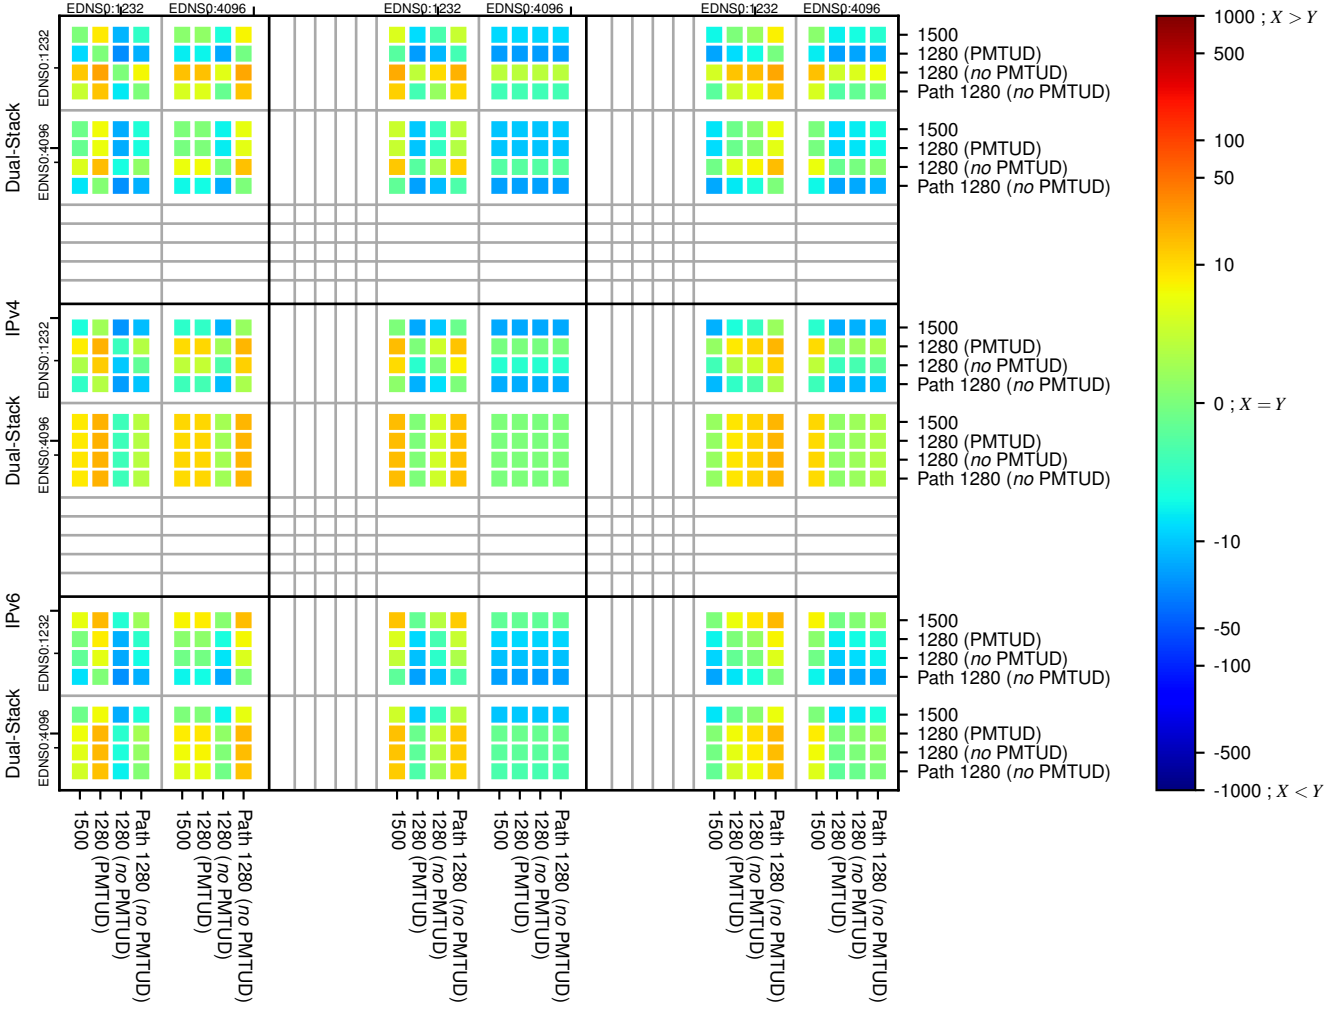 EDNS0:1232 EDNS0:4096 EDNS0:1232 EDNS0:4096 EDNS0:1232 EDNS0:4096
Dual-Stack
EDNS0:1232
EDNS0:4096
1500
1280 (PMTUD)
1280 (no PMTUD)
Path 1280 (no PMTUD)
1500
1280 (PMTUD)
1280 (no PMTUD)
Path 1280 (no PMTUD)
IPv4
Dual-Stack
EDNS0:1232
EDNS0:4096
1500
1280 (PMTUD)
1280 (no PMTUD)
Path 1280 (no PMTUD)
1500
1280 (PMTUD)
1280 (no PMTUD)
Path 1280 (no PMTUD)
IPv6
Dual-Stack
EDNS0:1232
EDNS0:4096
1500
1280 (PMTUD)
1280 (no PMTUD)
Path 1280 (no PMTUD)
1500
1280 (PMTUD)
1280 (no PMTUD)
Path 1280 (no PMTUD)
1500
1280 (PMTUD)
1280 (no PMTUD)
Path 1280 (no PMTUD)
1500
1280 (PMTUD)
1280 (no PMTUD)
Path 1280 (no PMTUD)
1500
1280 (PMTUD)
1280 (no PMTUD)
Path 1280 (no PMTUD)
1500
1280 (PMTUD)
1280 (no PMTUD)
Path 1280 (no PMTUD)
1500
1280 (PMTUD)
1280 (no PMTUD)
Path 1280 (no PMTUD)
1500
1280 (PMTUD)
1280 (no PMTUD)
Path 1280 (no PMTUD)
1000 ; X > Y
500
100
50
10
0 ; X = Y
-10
-50
-100
-500
-1000 ; X < Y